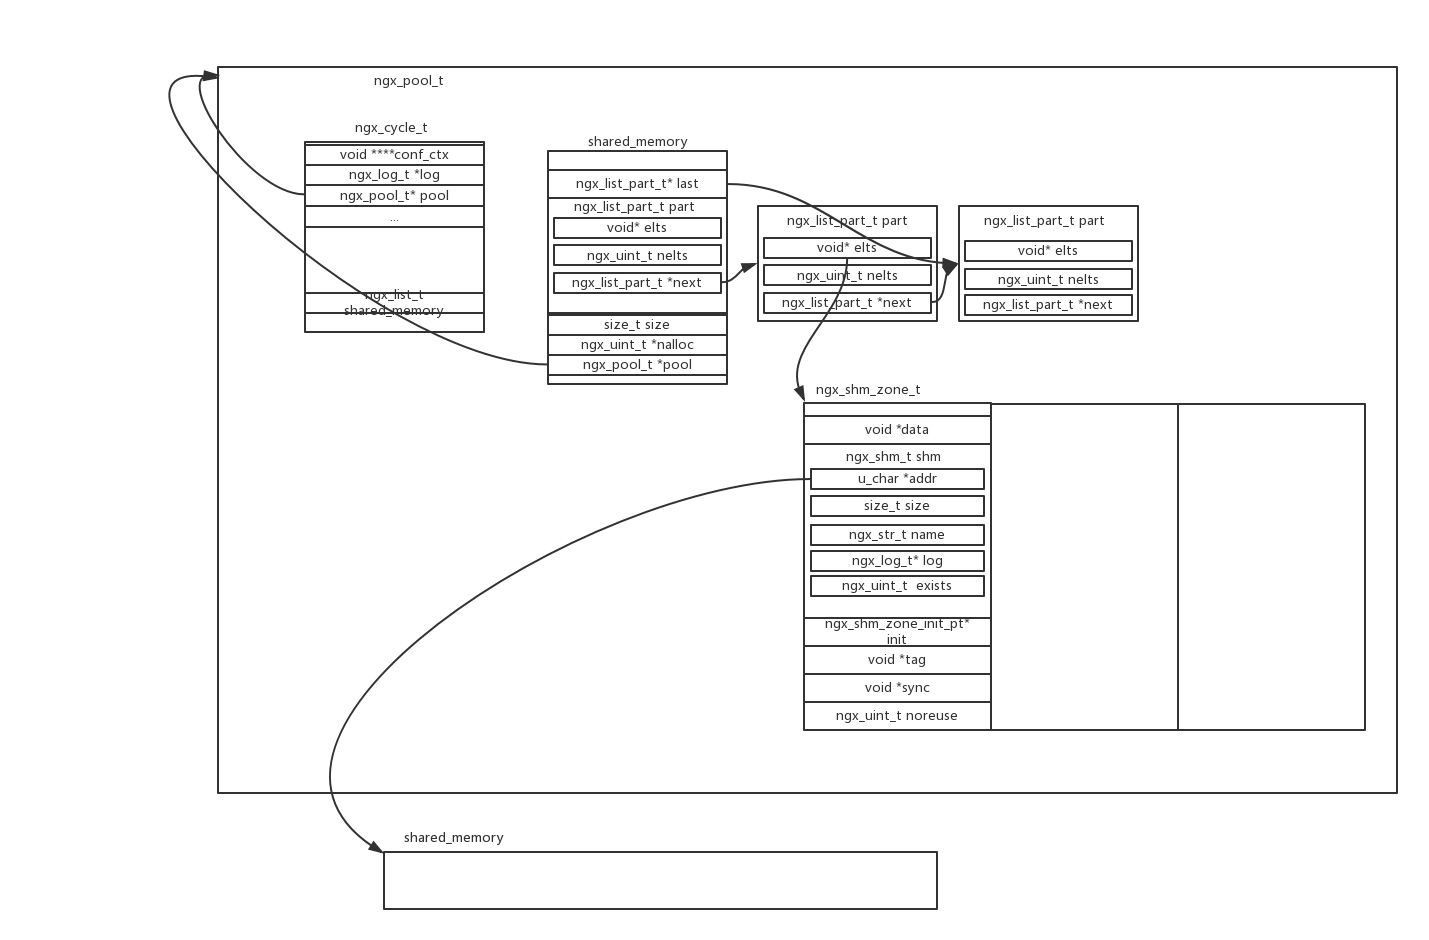 ngx_pool_t
ngx_cycle_t
void ****conf_ctx
ngx_log_t *log
ngx_pool_t* pool
...
ngx_list_t
shared_memory
shared_memory
ngx_list_part_t* last
ngx_list_part_t part
void* elts
ngx_uint_t nelts
ngx_list_part_t *next
size_t size
ngx_uint_t *nalloc
ngx_pool_t *pool
ngx_list_part_t part
void* elts
ngx_uint_t nelts
ngx_list_part_t *next
ngx_list_part_t part
void* elts
ngx_uint_t nelts
ngx_list_part_t *next
ngx_shm_zone_t
void *data
ngx_shm_t shm
u_char *addr
size_t size
ngx_str_t name
ngx_log_t* log
ngx_uint_t  exists
ngx_shm_zone_init_pt*
init
void *tag
void *sync
ngx_uint_t noreuse
shared_memory